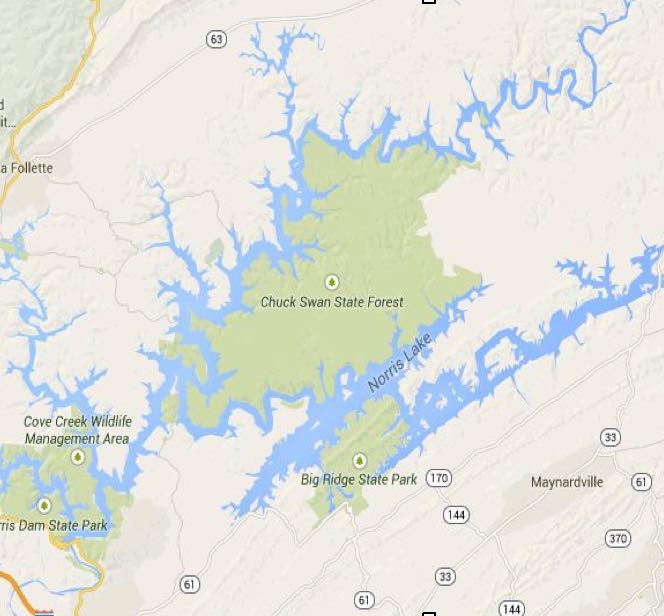 63
d
it...
a Follette
Chuck Swan State Forest
Norris Lake
Cove Creek Wildlife
Management Area
33
Big Ridge State Park
170
Maynardville
61
144
rris Dam State Park
370
33
61
61
144